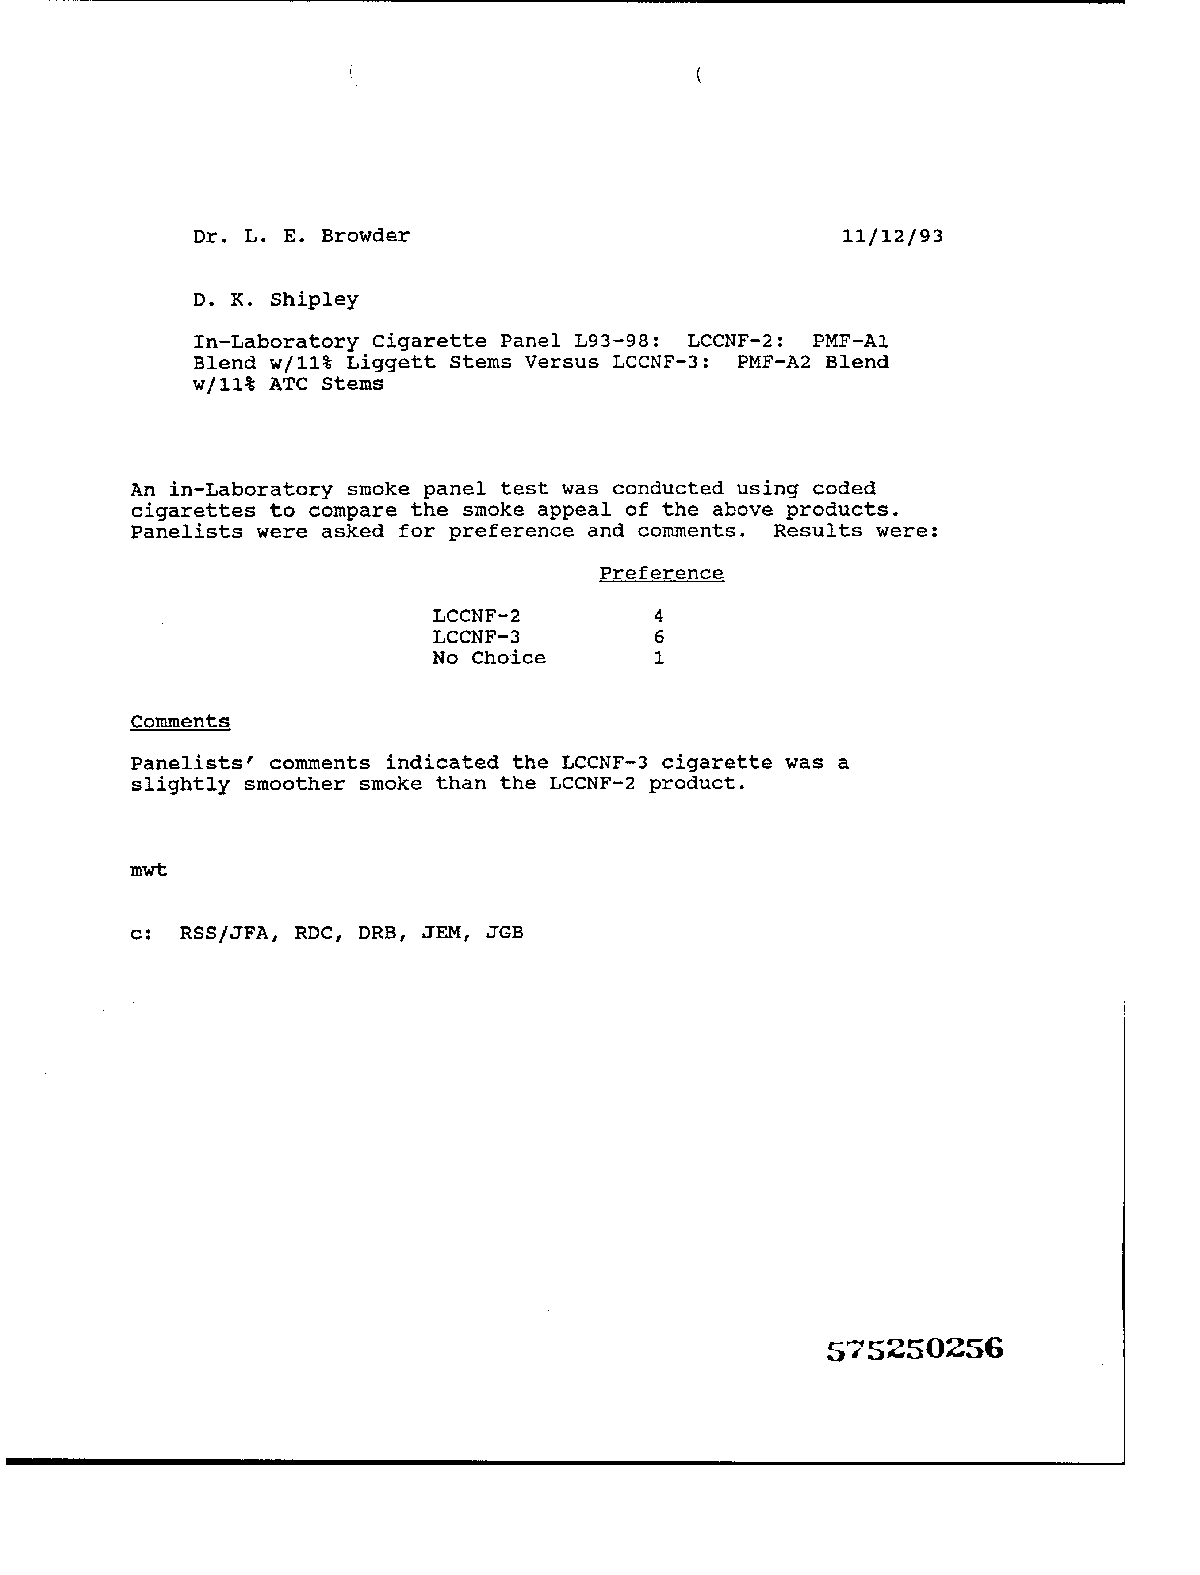 Dr. L. E. Browder 11/12/93
D. K. Shipley
In-Laboratory Cigarette Panel L93-98: LCCNF-2: PMF-A1
Blend w/11% Liggett Stems Versus LCCNF-3: PMF-A2 Blend
w/11% ATC Stems
An in-Laboratory smoke panel test was conducted using coded
cigarettes to compare the smoke appeal of the above products.
Panelists were asked for preference and comments. Results were:
Preference
LCCNF-2 4
LCCNF-3 6
No Choice 1
Comments
Panelists' comments indicated the LCCNF-3 cigarette was a
slightly smoother smoke than the LCCNF-2 product.
mwt
c: RSS/JFA, RDC, DRB, JEM, JGB
575250256